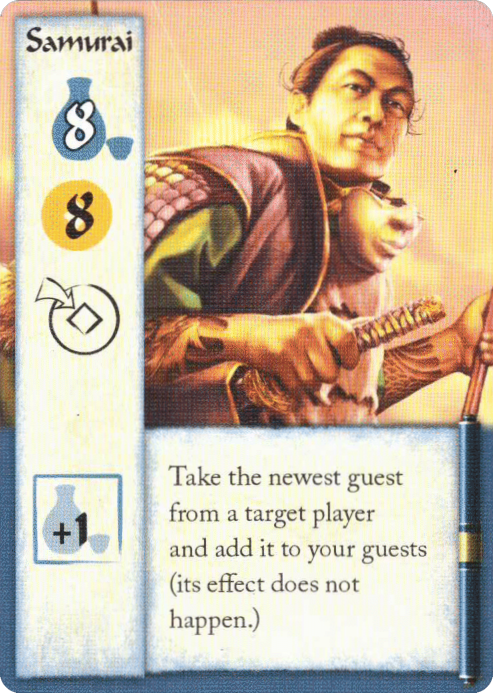 Samurai
8
8
+1
Take the newest guest
from a target player
and add it to your guests
(its effect does not
happen.)